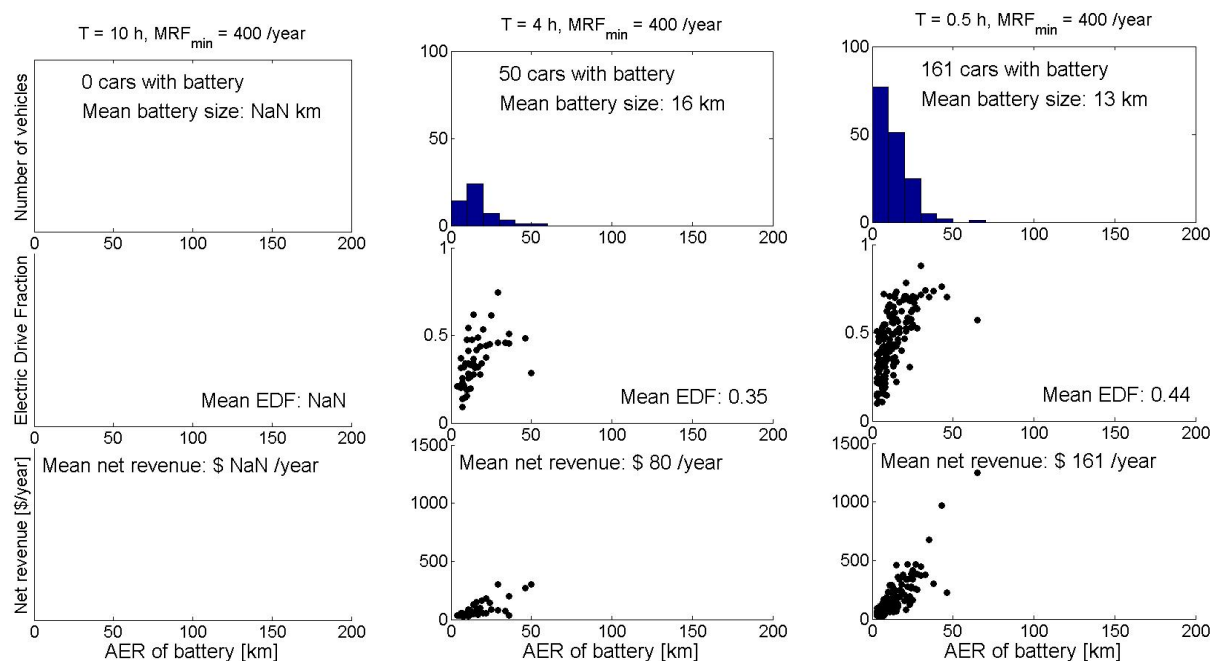 T = 10 h, MRFmin = 400 /year
0 cars with battery
Mean battery size: NaN km
Number of vehicles
0 50 100 150 200
Mean EDF: NaN
Electric Drive Fraction
0 50 100 150 200
Mean net revenue: $ NaN /year
Net revenue [$/year]
0 50 100 150 200
AER of battery [km]
T = 4 h, MRFmin = 400 /year
100
50 cars with battery
Mean battery size: 16 km
50
0
0 50 100 150 200
1
0.5
Mean EDF: 0.35
0
0 50 100 150 200
1500
Mean net revenue: $ 80 /year
1000
500
0
0 50 100 150 200
AER of battery [km]
T = 0.5 h, MRFmin = 400 /year
100
161 cars with battery
Mean battery size: 13 km
50
0
0 50 100 150 200
1
0.5
Mean EDF: 0.44
0
0 50 100 150 200
1500
Mean net revenue: $ 161 /year
1000
500
0
0 50 100 150 200
AER of battery [km]